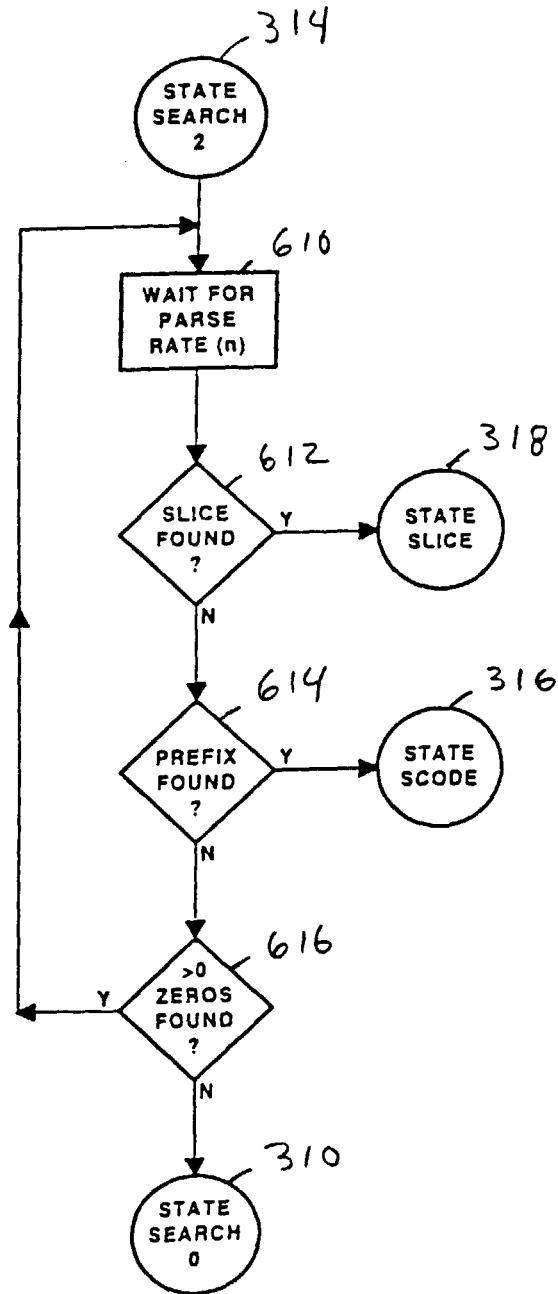 314
STATE
SEARCH
2
610
WAIT FOR
PARSE
RATE (n)
612
318
SLICE
FOUND
?
Y
STATE
SLICE
N
614
316
PREFIX
FOUND
?
Y
STATE
SCODE
N
616
>0
ZEROS
FOUND
?
Y
N
310
STATE
SEARCH
0